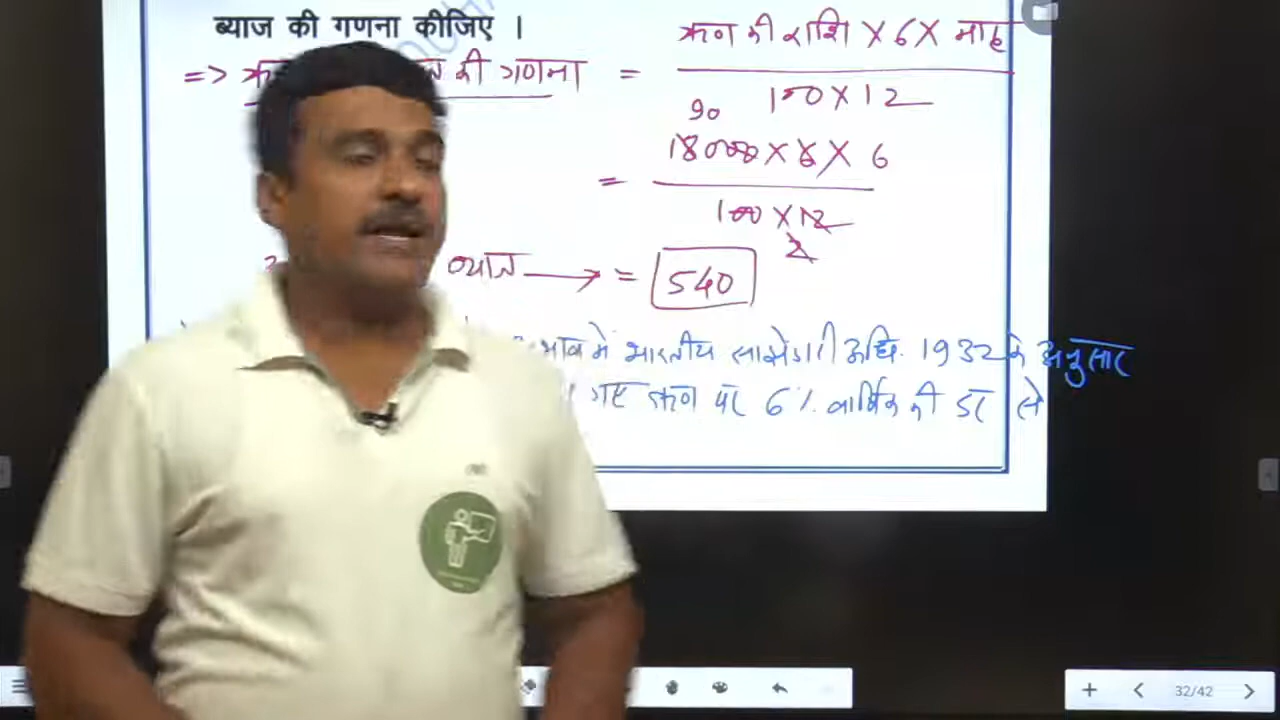 ब्याज की गणना कीजिए ।
ऋण की राशि X 6 X माह
=> की गणना =
100 X 12
90
18000 X 6 X 6
=
100 X 12
2
ब्याज → = 540
में भारतीय साझेदारी अधि. 1932 के अनुसार
गए ऋण पर 6% वार्षिक की दर से
32/42